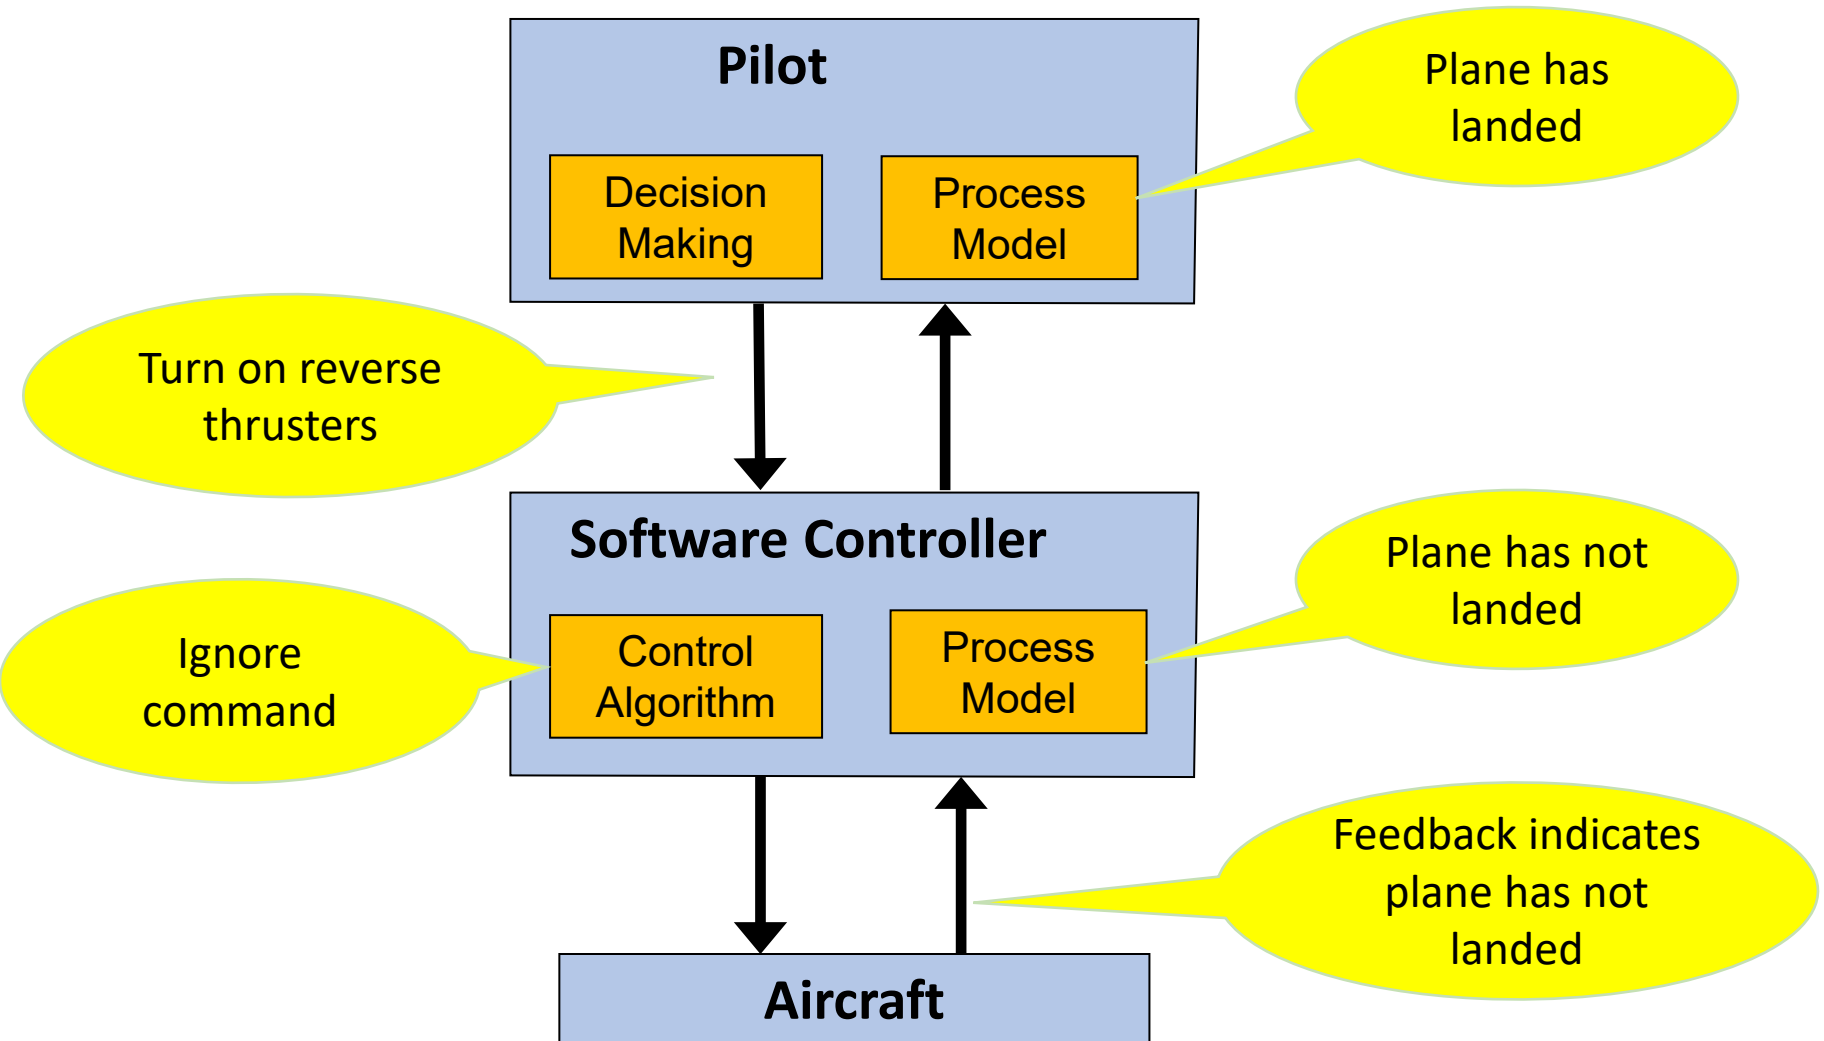 Pilot
Plane has
landed
Decision
Making
Process
Model
Turn on reverse
thrusters
Software Controller
Plane has not
landed
Ignore
command
Control
Algorithm
Process
Model
Feedback indicates
plane has not
landed
Aircraft